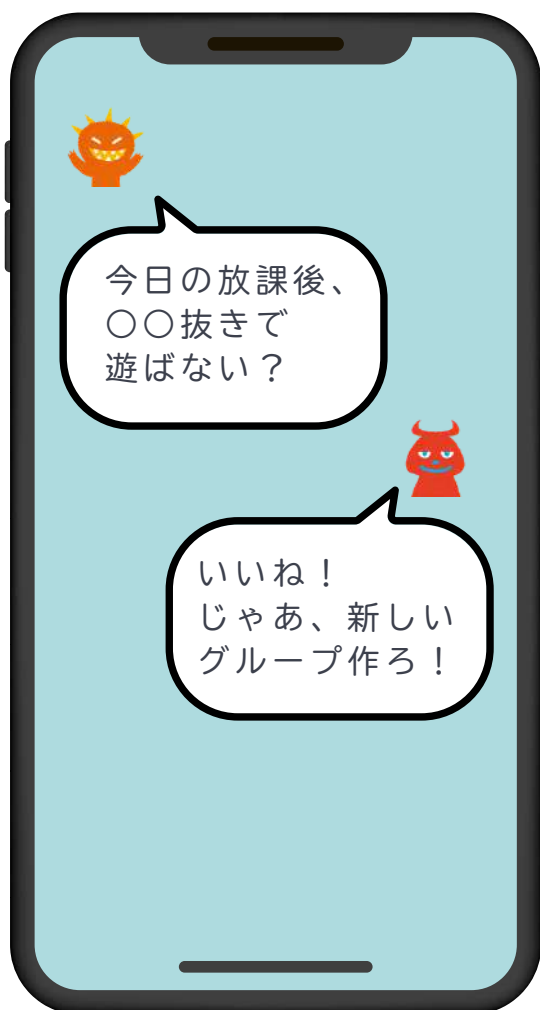 今日の放課後、
〇〇抜きで
遊ばない？
いいね！
じゃあ、新しい
グループ作ろ！